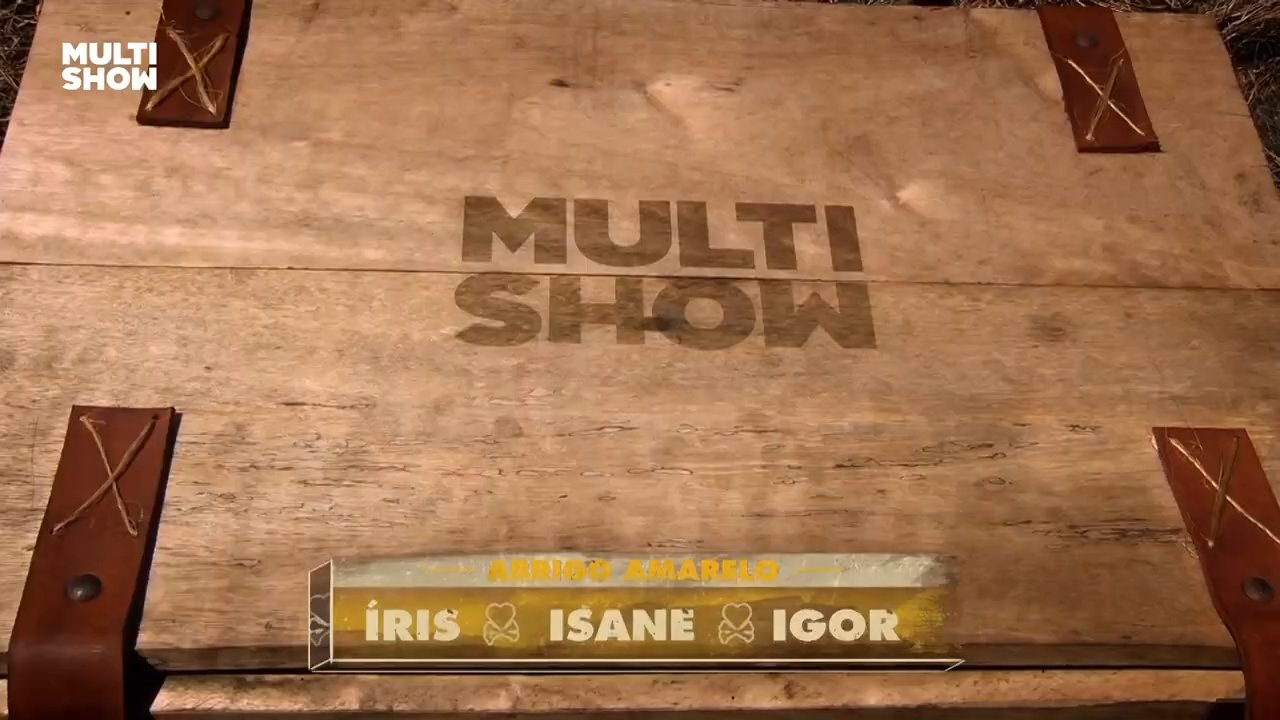 MULTI
SHOW
MULTI
SHOW
ABRIGO AMARELO
ÍRIS ISANE IGOR